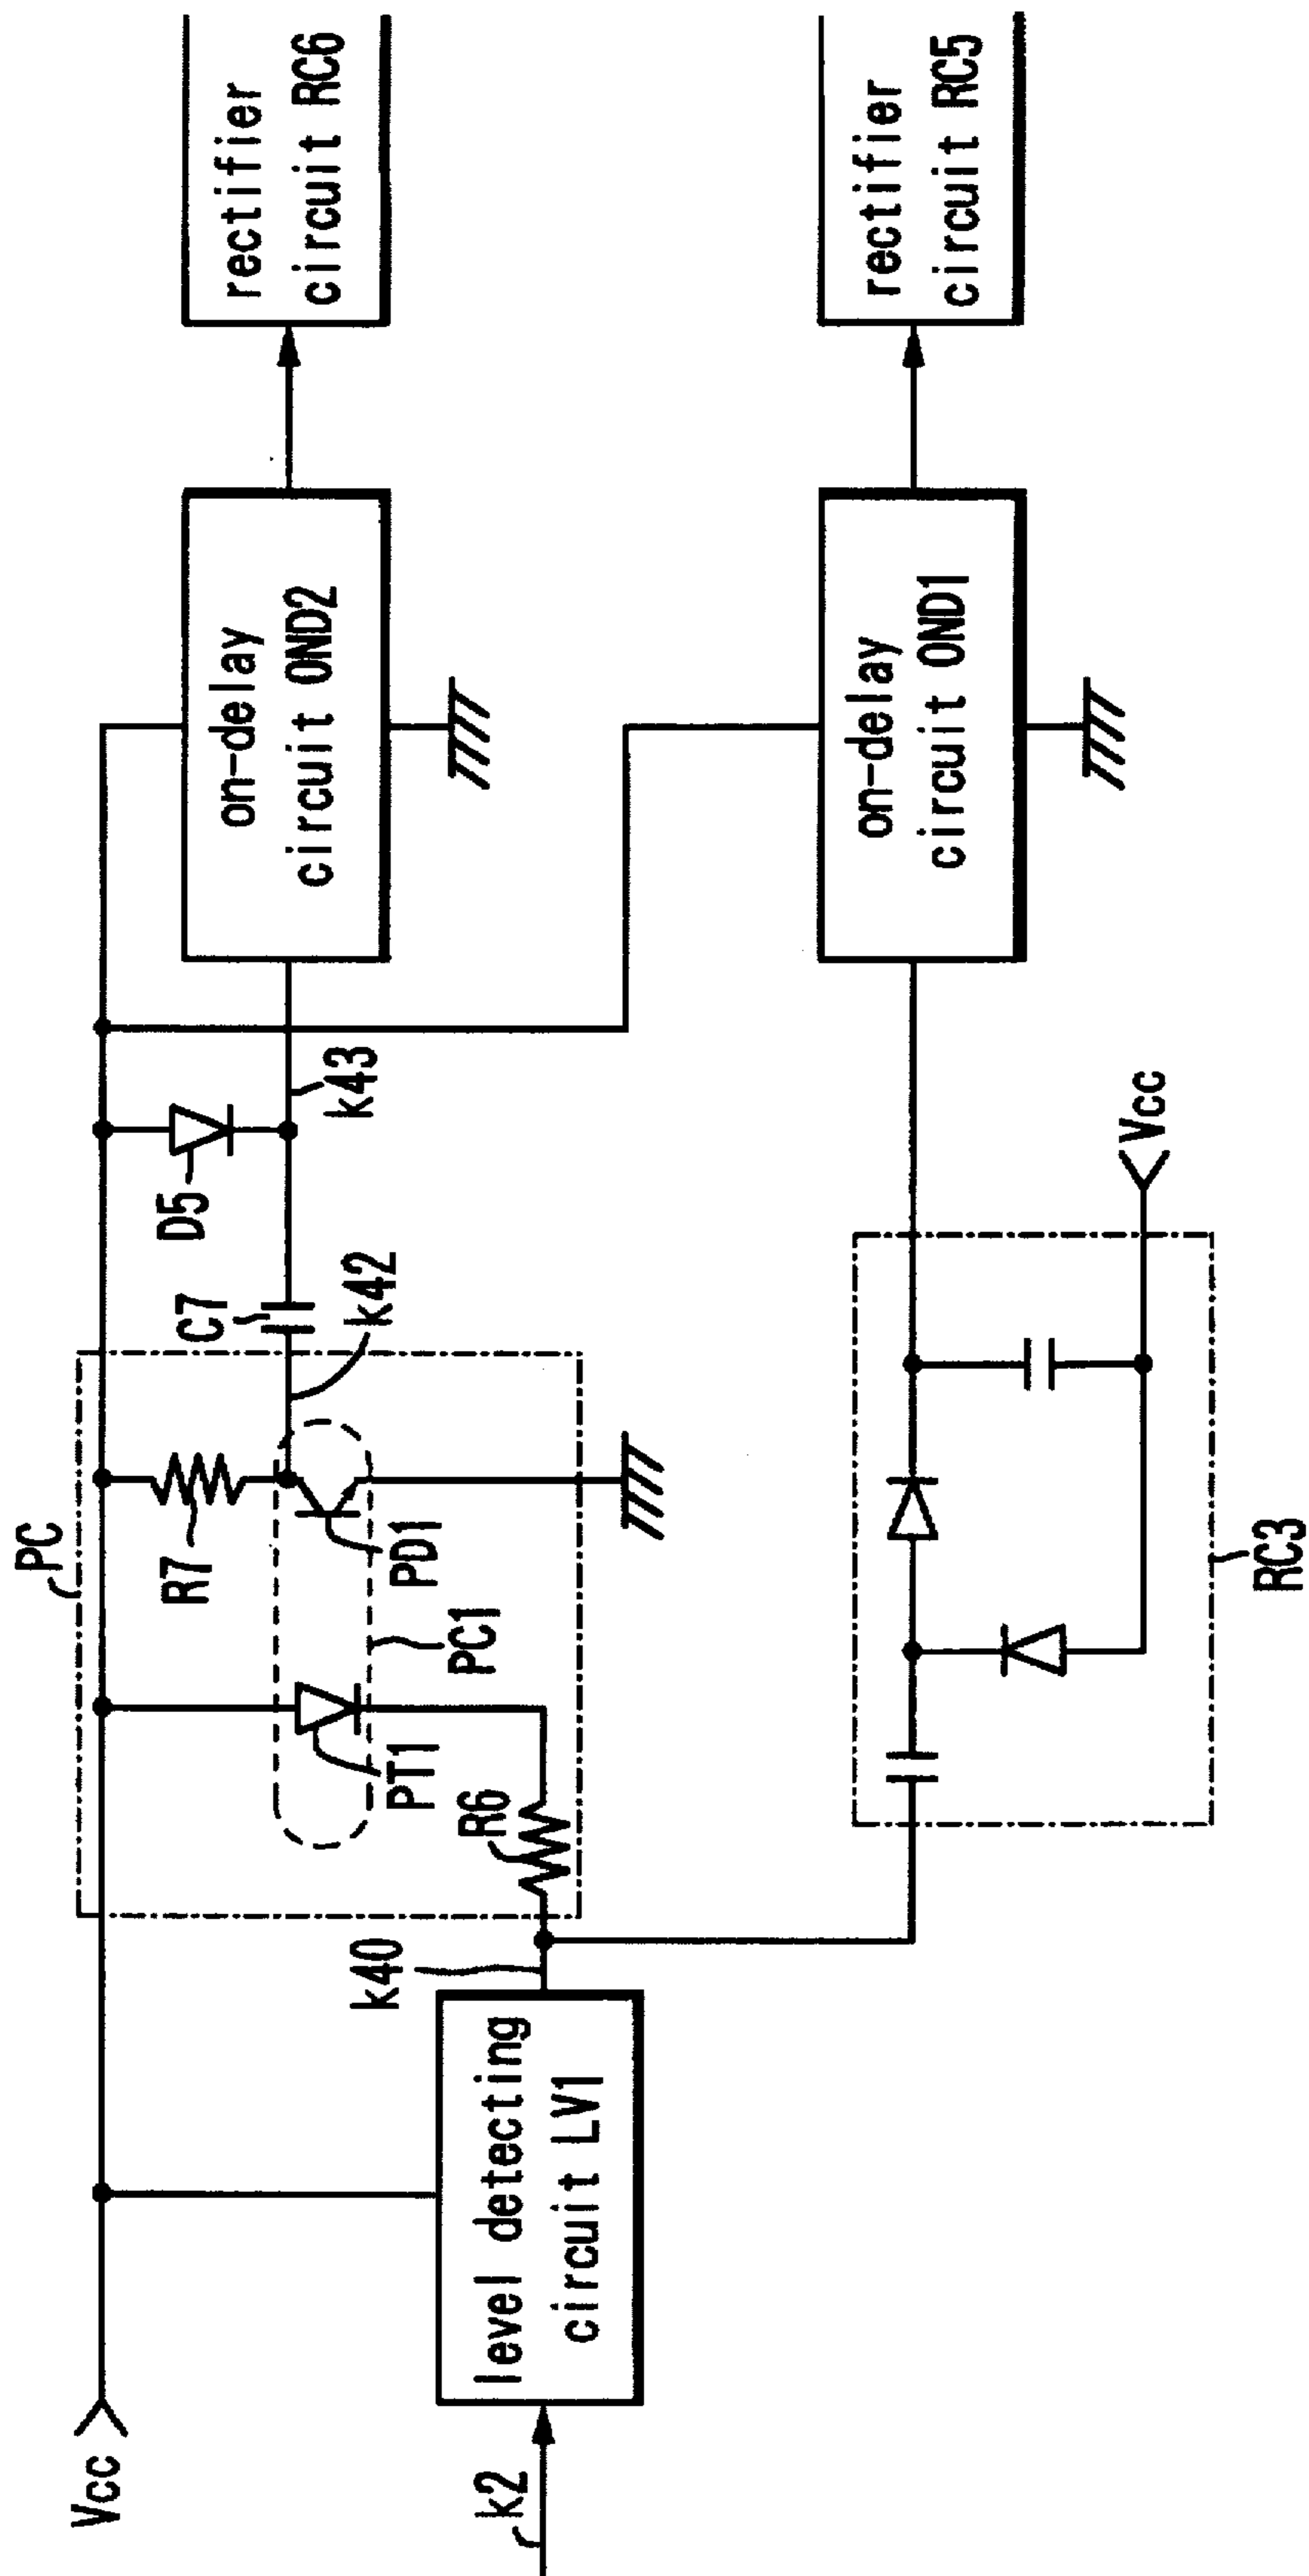 Vcc
k2
level detecting
circuit LV1
k40
PC
R6
PT1
PC1
PD1
R7
k42
C7
D5
k43
on-delay
circuit OND2
rectifier
circuit RC6
RC3
Vcc
on-delay
circuit OND1
rectifier
circuit RC5